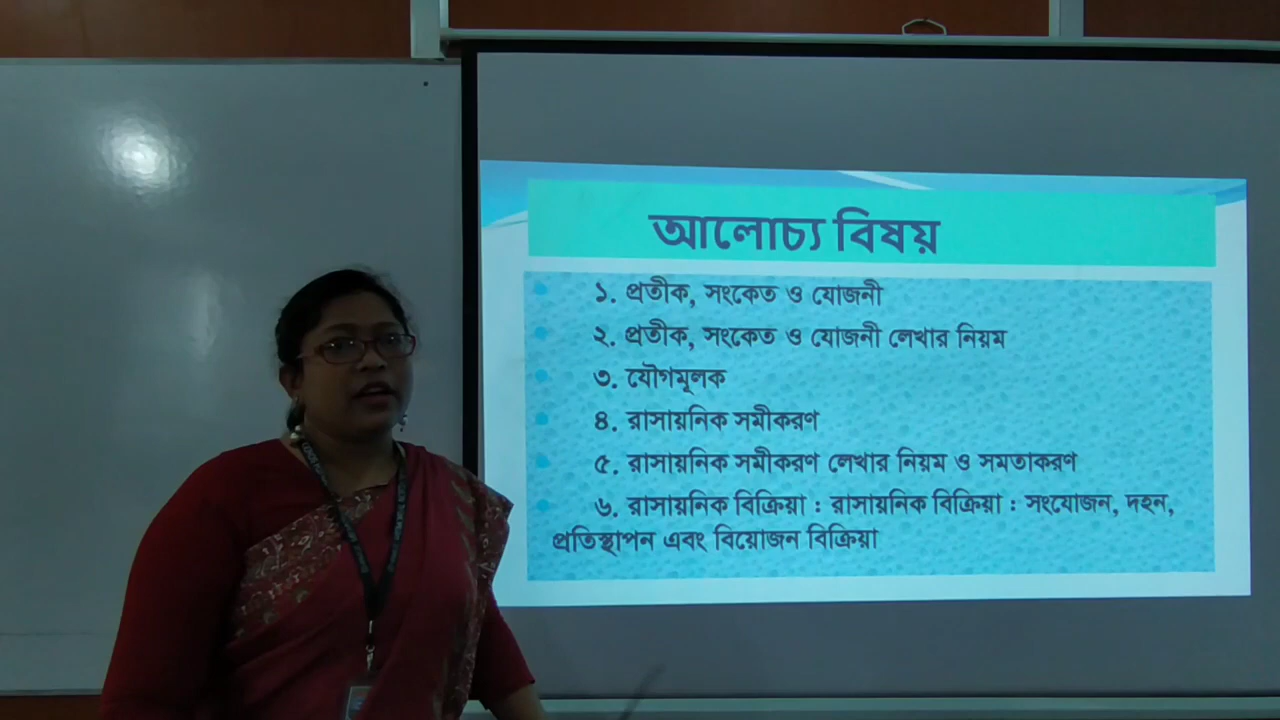 আলোচ্য বিষয়
১. প্রতীক, সংকেত ও যোজনী
২. প্রতীক, সংকেত ও যোজনী লেখার নিয়ম
৩. যৌগমূলক
৪. রাসায়নিক সমীকরণ
৫. রাসায়নিক সমীকরণ লেখার নিয়ম ও সমতাকরণ
৬. রাসায়নিক বিক্রিয়া : রাসায়নিক বিক্রিয়া : সংযোজন, দহন,
প্রতিস্থাপন এবং বিয়োজন বিক্রিয়া